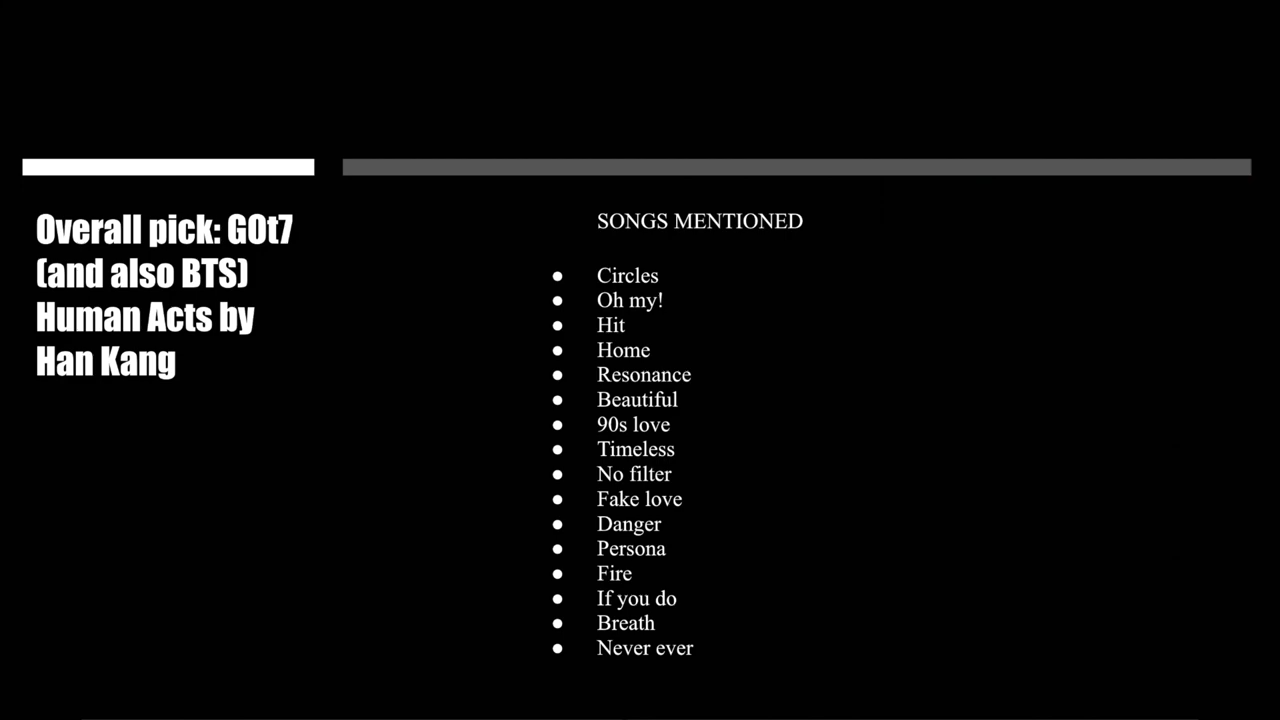 Overall pick: GOt7
(and also BTS)
Human Acts by
Han Kang
SONGS MENTIONED
● Circles
● Oh my!
● Hit
● Home
● Resonance
● Beautiful
● 90s love
● Timeless
● No filter
● Fake love
● Danger
● Persona
● Fire
● If you do
● Breath
● Never ever